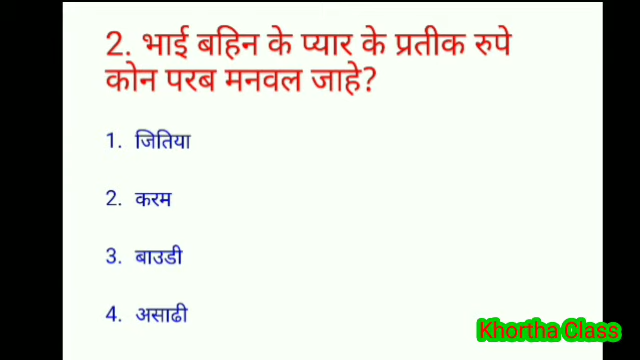 2. भाई बहिन के प्यार के प्रतीक रुपे
कोन परब मनवल जाहे?
1. जितिया
2. करम
3. बाउडी
4. असाढी
Khortha Class